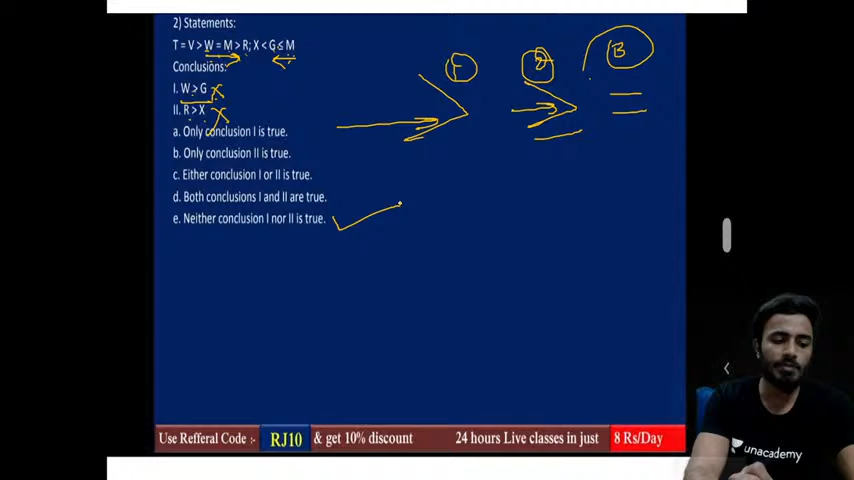 2) Statements:
T = V > W = M > R; X < G ≤ M
Conclusions:
I. W > G
II. R > X
a. Only conclusion I is true.
b. Only conclusion II is true.
c. Either conclusion I or II is true.
d. Both conclusions I and II are true.
e. Neither conclusion I nor II is true.
B
Use Refferal Code :- RJ10 & get 10% discount 24 hours Live classes in just 8 Rs/Day
unacademy